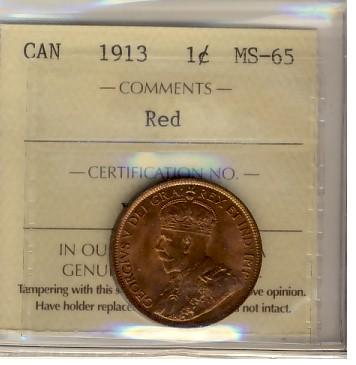 CAN 1913 1¢ MS-65
— COMMENTS —
Red
— CERTIFICATION NO. —
IN OU
GENU
Tampering with this s ve opinion.
Have holder replace not intact.
GEORGIVS V DEI GRA: REX ET IND: IMP: